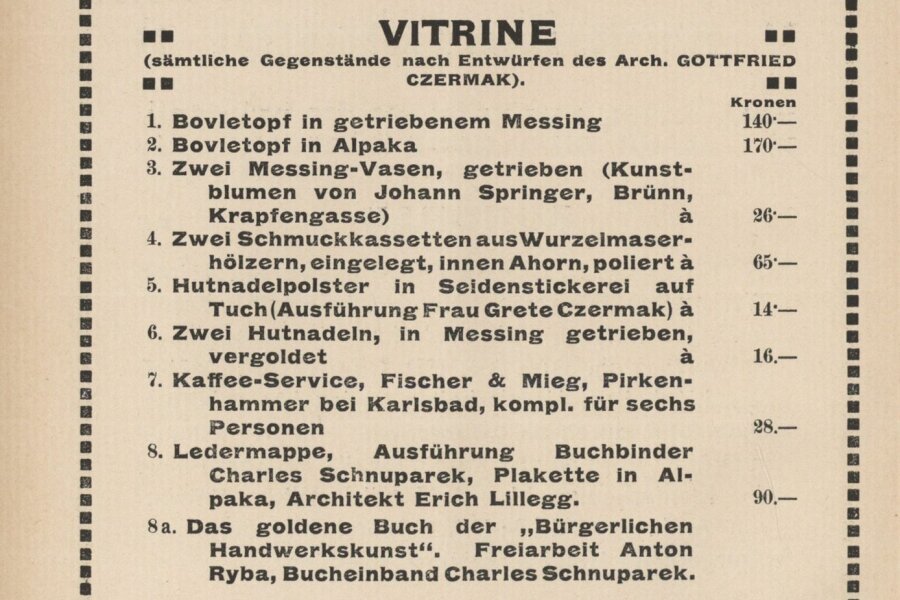 VITRINE
(sämtliche Gegenstände nach Entwürfen des Arch. GOTTFRIED
CZERMAK).
Kronen
1. Bovletopf in getriebenem Messing 140·—
2. Bovletopf in Alpaka 170·—
3. Zwei Messing-Vasen, getrieben (Kunst-
blumen von Johann Springer, Brünn,
Krapfengasse) à 26·—
4. Zwei Schmuckkassetten aus Wurzelmaser-
hölzern, eingelegt, innen Ahorn, poliert à 65·—
5. Hutnadelpolster in Seidenstickerei auf
Tuch (Ausführung Frau Grete Czermak) à 14·—
6. Zwei Hutnadeln, in Messing getrieben,
vergoldet à 16.—
7. Kaffee-Service, Fischer & Mieg, Pirken-
hammer bei Karlsbad, kompl. für sechs
Personen 28.—
8. Ledermappe, Ausführung Buchbinder
Charles Schnuparek, Plakette in Al-
paka, Architekt Erich Lillegg. 90.—
8a. Das goldene Buch der „Bürgerlichen
Handwerkskunst“. Freiarbeit Anton
Ryba, Bucheinband Charles Schnuparek.